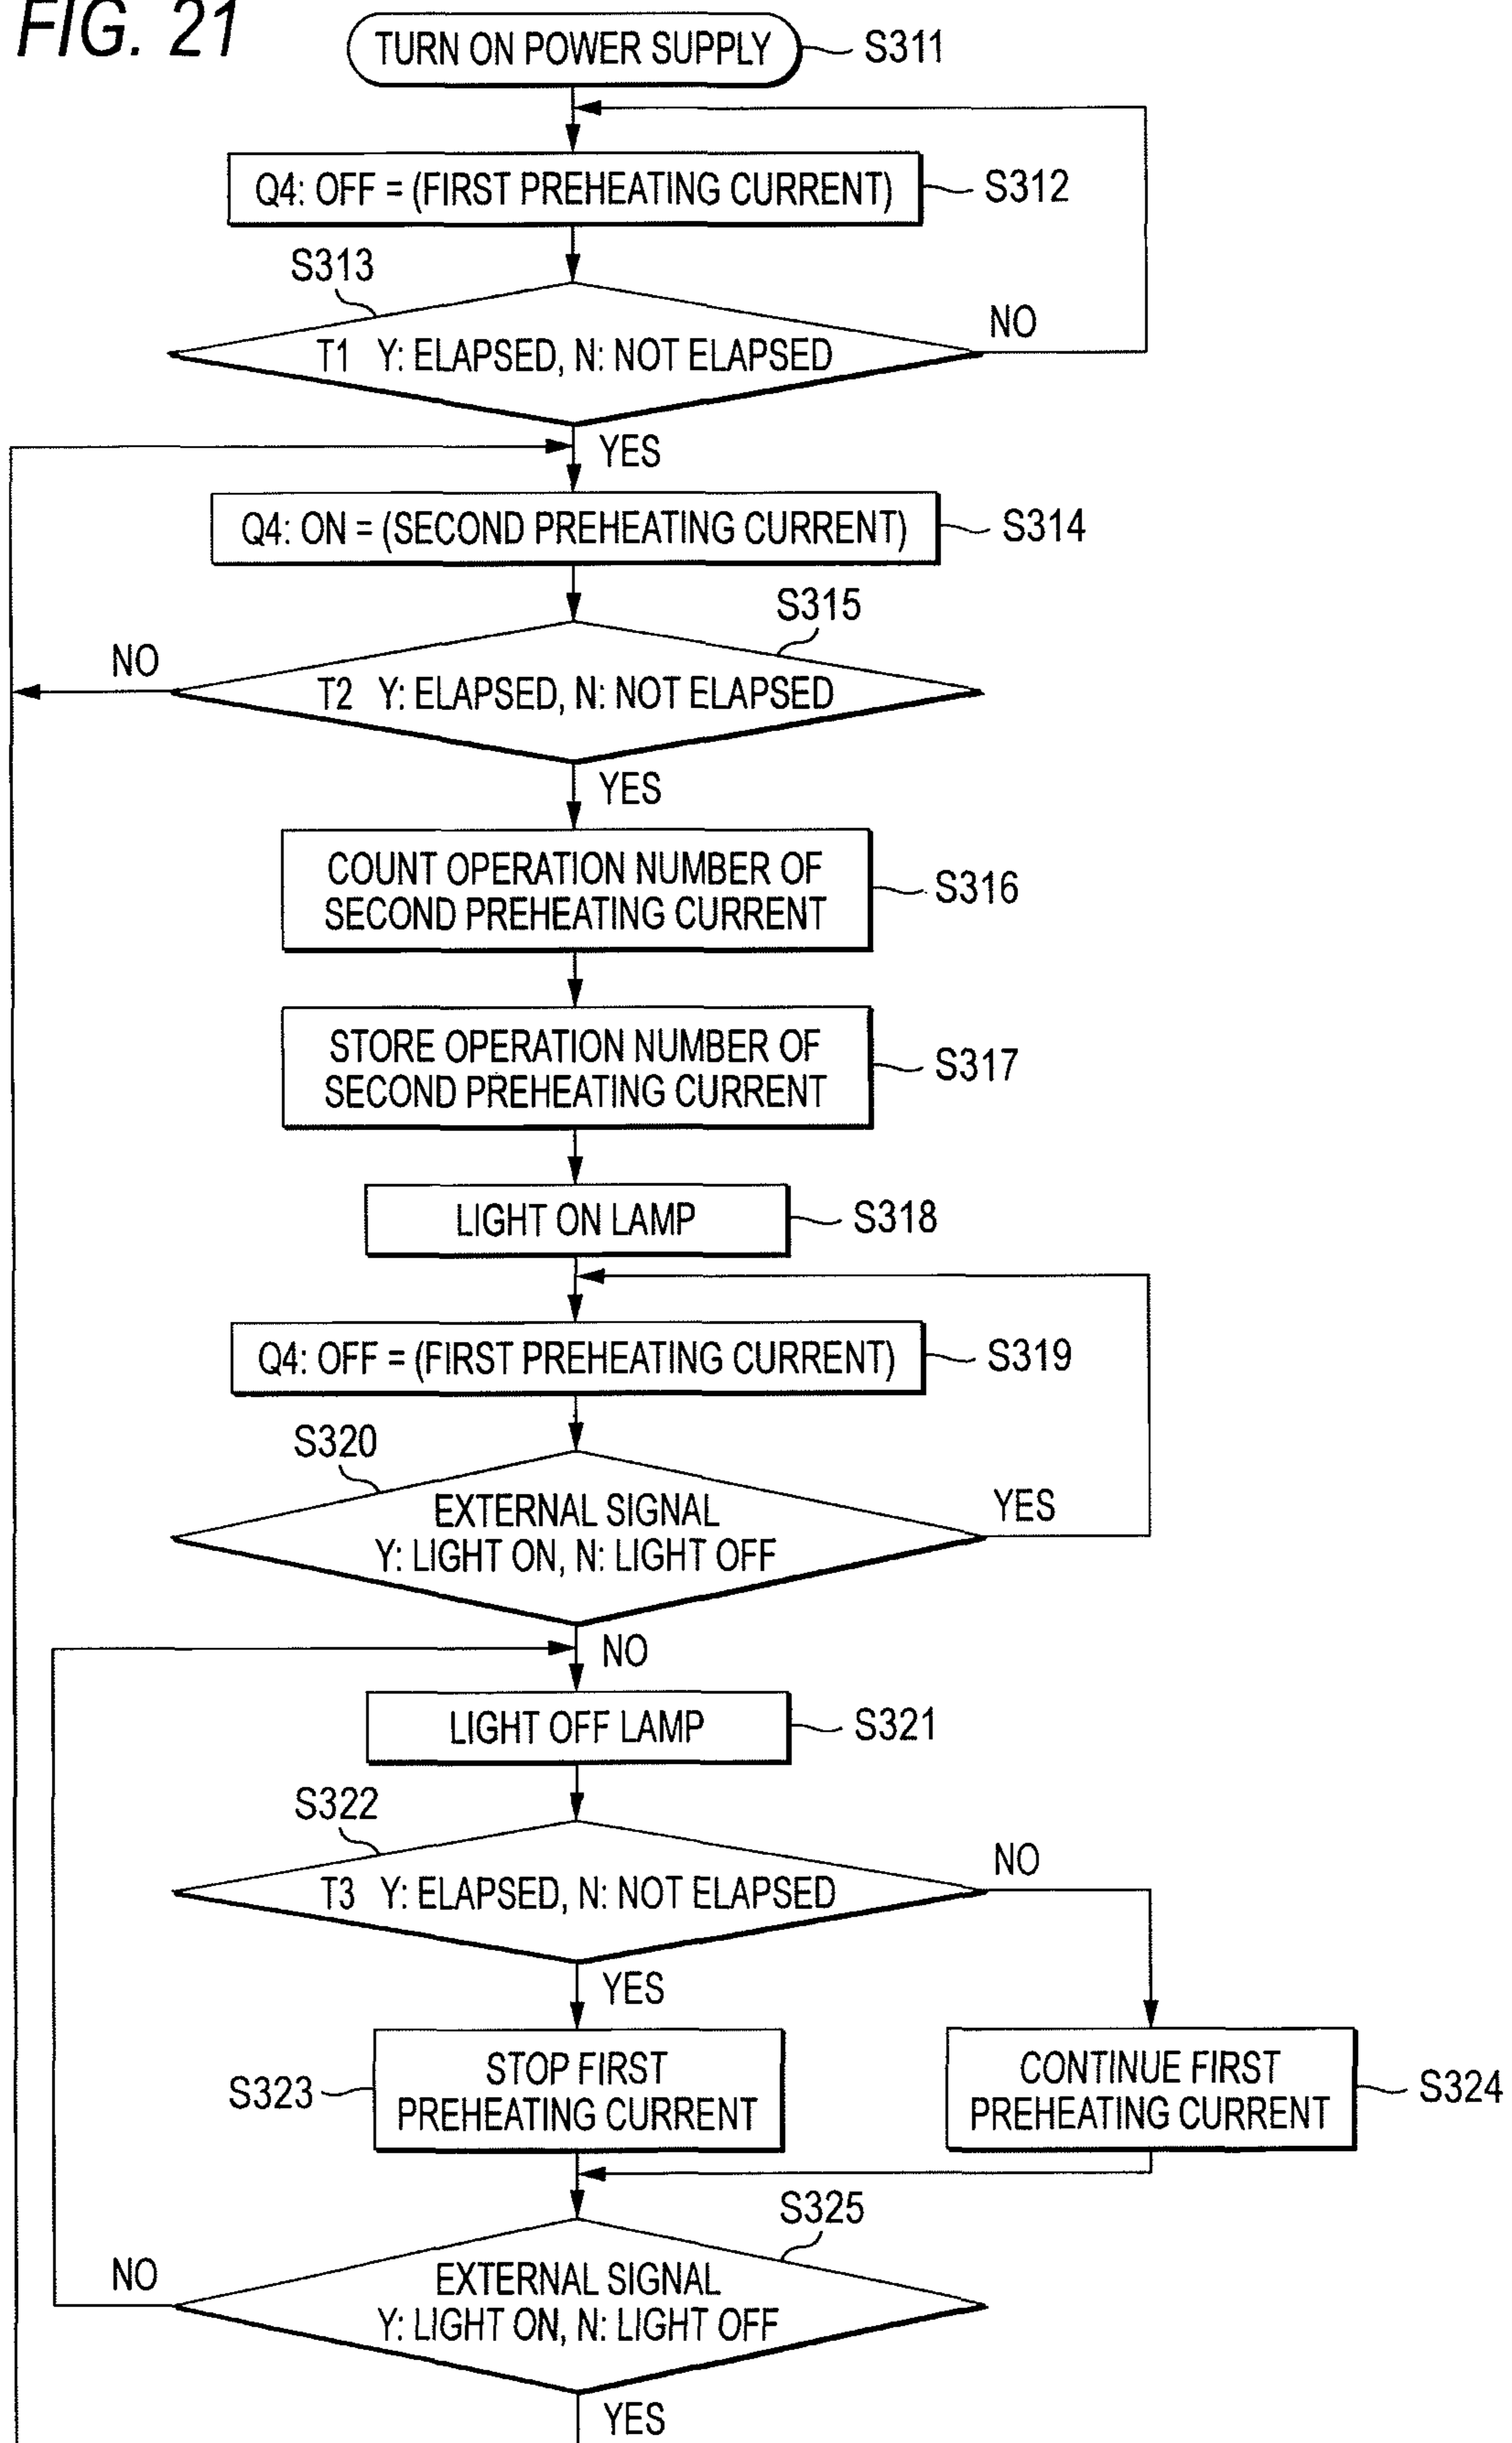 FIG. 21
TURN ON POWER SUPPLY
S311
Q4: OFF = (FIRST PREHEATING CURRENT)
S312
S313
T1 Y: ELAPSED, N: NOT ELAPSED
NO
YES
Q4: ON = (SECOND PREHEATING CURRENT)
S314
S315
NO
T2 Y: ELAPSED, N: NOT ELAPSED
YES
COUNT OPERATION NUMBER OF
SECOND PREHEATING CURRENT
S316
STORE OPERATION NUMBER OF
SECOND PREHEATING CURRENT
S317
LIGHT ON LAMP
S318
Q4: OFF = (FIRST PREHEATING CURRENT)
S319
S320
EXTERNAL SIGNAL
Y: LIGHT ON, N: LIGHT OFF
YES
NO
LIGHT OFF LAMP
S321
S322
T3 Y: ELAPSED, N: NOT ELAPSED
NO
YES
STOP FIRST
PREHEATING CURRENT
S323
CONTINUE FIRST
PREHEATING CURRENT
S324
S325
NO
EXTERNAL SIGNAL
Y: LIGHT ON, N: LIGHT OFF
YES